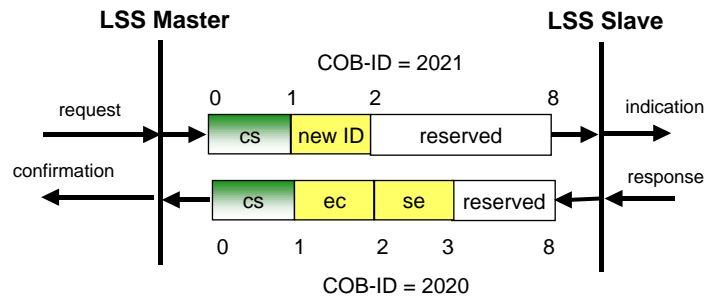 LSS Master LSS Slave
COB-ID = 2021
request 0 1 2 8 indication
cs new ID reserved
confirmation response
cs ec se reserved
0 1 2 3 8
COB-ID = 2020